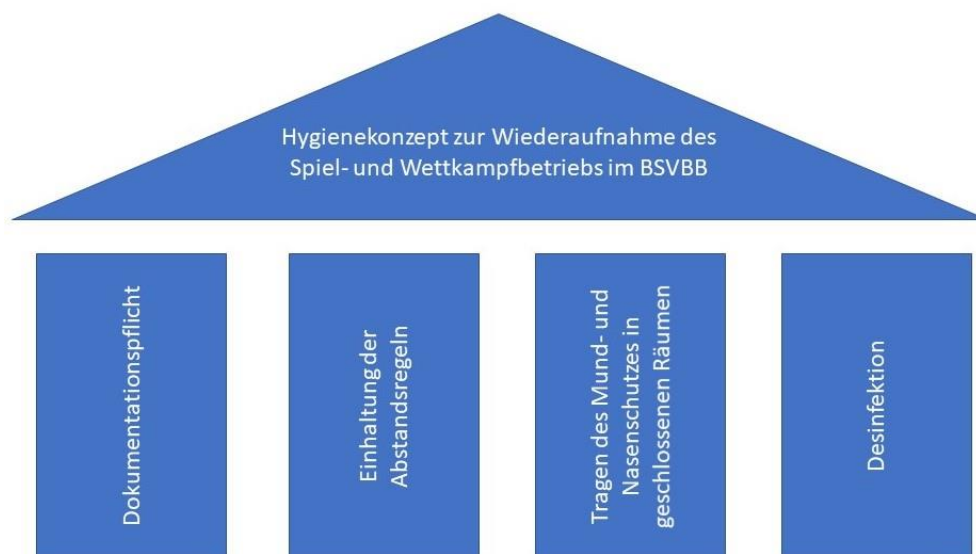 Hygienekonzept zur Wiederaufnahme des
Spiel- und Wettkampfbetriebs im BSVBB
Dokumentationspflicht
Einhaltung der
Abstandsregeln
Tragen des Mund- und
Nasenschutzes in
geschlossenen Räumen
Desinfektion